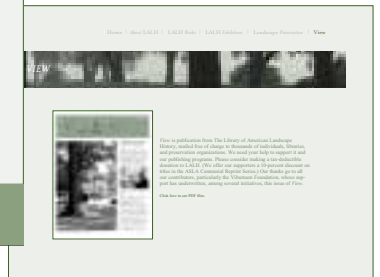 Home | About LALH | LALH Books | LALH Exhibitions | Landscape Preservation | View
VIEW
View is publication from The Library of American Landscape
History, mailed free of change to thousands of individuals, libraries,
and preservation organizations. We need your help to support it and
our publishing programs. Please consider making a tax-deductible
donation to LALH. (We offer our supporters a 10-percent discount on
titles in the ASLA Centennial Reprint Series.) Our thanks go to all
our contributors, particularly the Viburnum Foundation, whose sup-
port has underwritten, among several initiatives, this issue of View.
Click here to see PDF files.